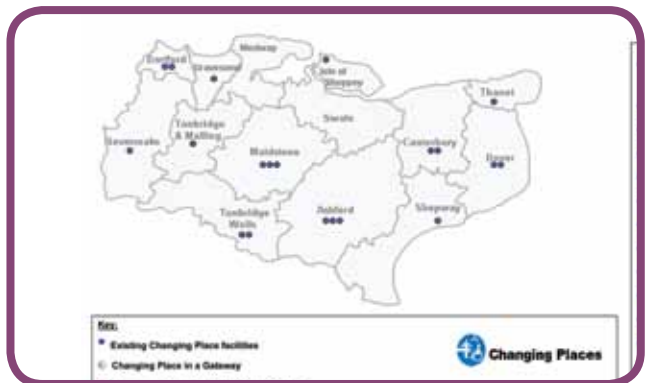 Medway
Dartford
Gravesend
Isle of
Sheppey
Thanet
Tonbridge
& Malling
Swale
Sevenoaks
Maidstone
Canterbury
Dover
Tunbridge
Wells
Ashford
Shepway
Key:
Existing Changing Place facilities
Changing Place in a Gateway
Changing Places